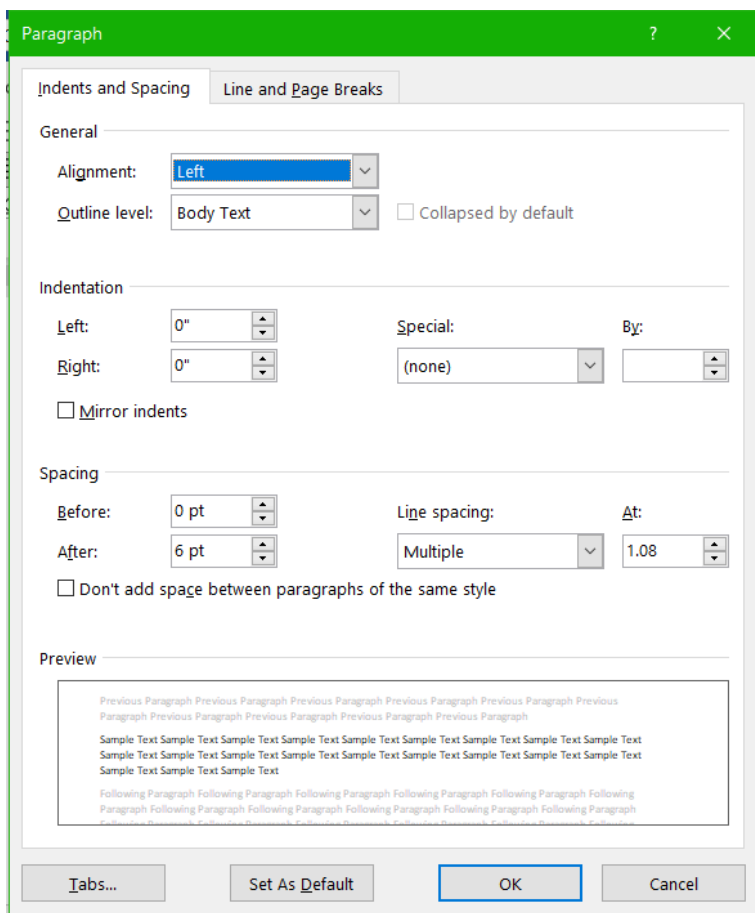 Paragraph ?
Indents and Spacing Line and Page Breaks
General
Alignment: Left
Outline level: Body Text Collapsed by default
Indentation
Left: 0" Special: By:
Right: 0" (none)
Mirror indents
Spacing
Before: 0 pt Line spacing: At:
After: 6 pt Multiple 1.08
Don't add space between paragraphs of the same style
Preview
Previous Paragraph Previous Paragraph Previous Paragraph Previous Paragraph Previous Paragraph Previous
Paragraph Previous Paragraph Previous Paragraph Previous Paragraph Previous Paragraph
Sample Text Sample Text Sample Text Sample Text Sample Text Sample Text Sample Text Sample Text Sample Text
Sample Text Sample Text Sample Text Sample Text Sample Text Sample Text Sample Text Sample Text Sample Text
Sample Text Sample Text Sample Text
Following Paragraph Following Paragraph Following Paragraph Following Paragraph Following Paragraph Following
Paragraph Following Paragraph Following Paragraph Following Paragraph Following Paragraph Following Paragraph
Tabs... Set As Default OK Cancel